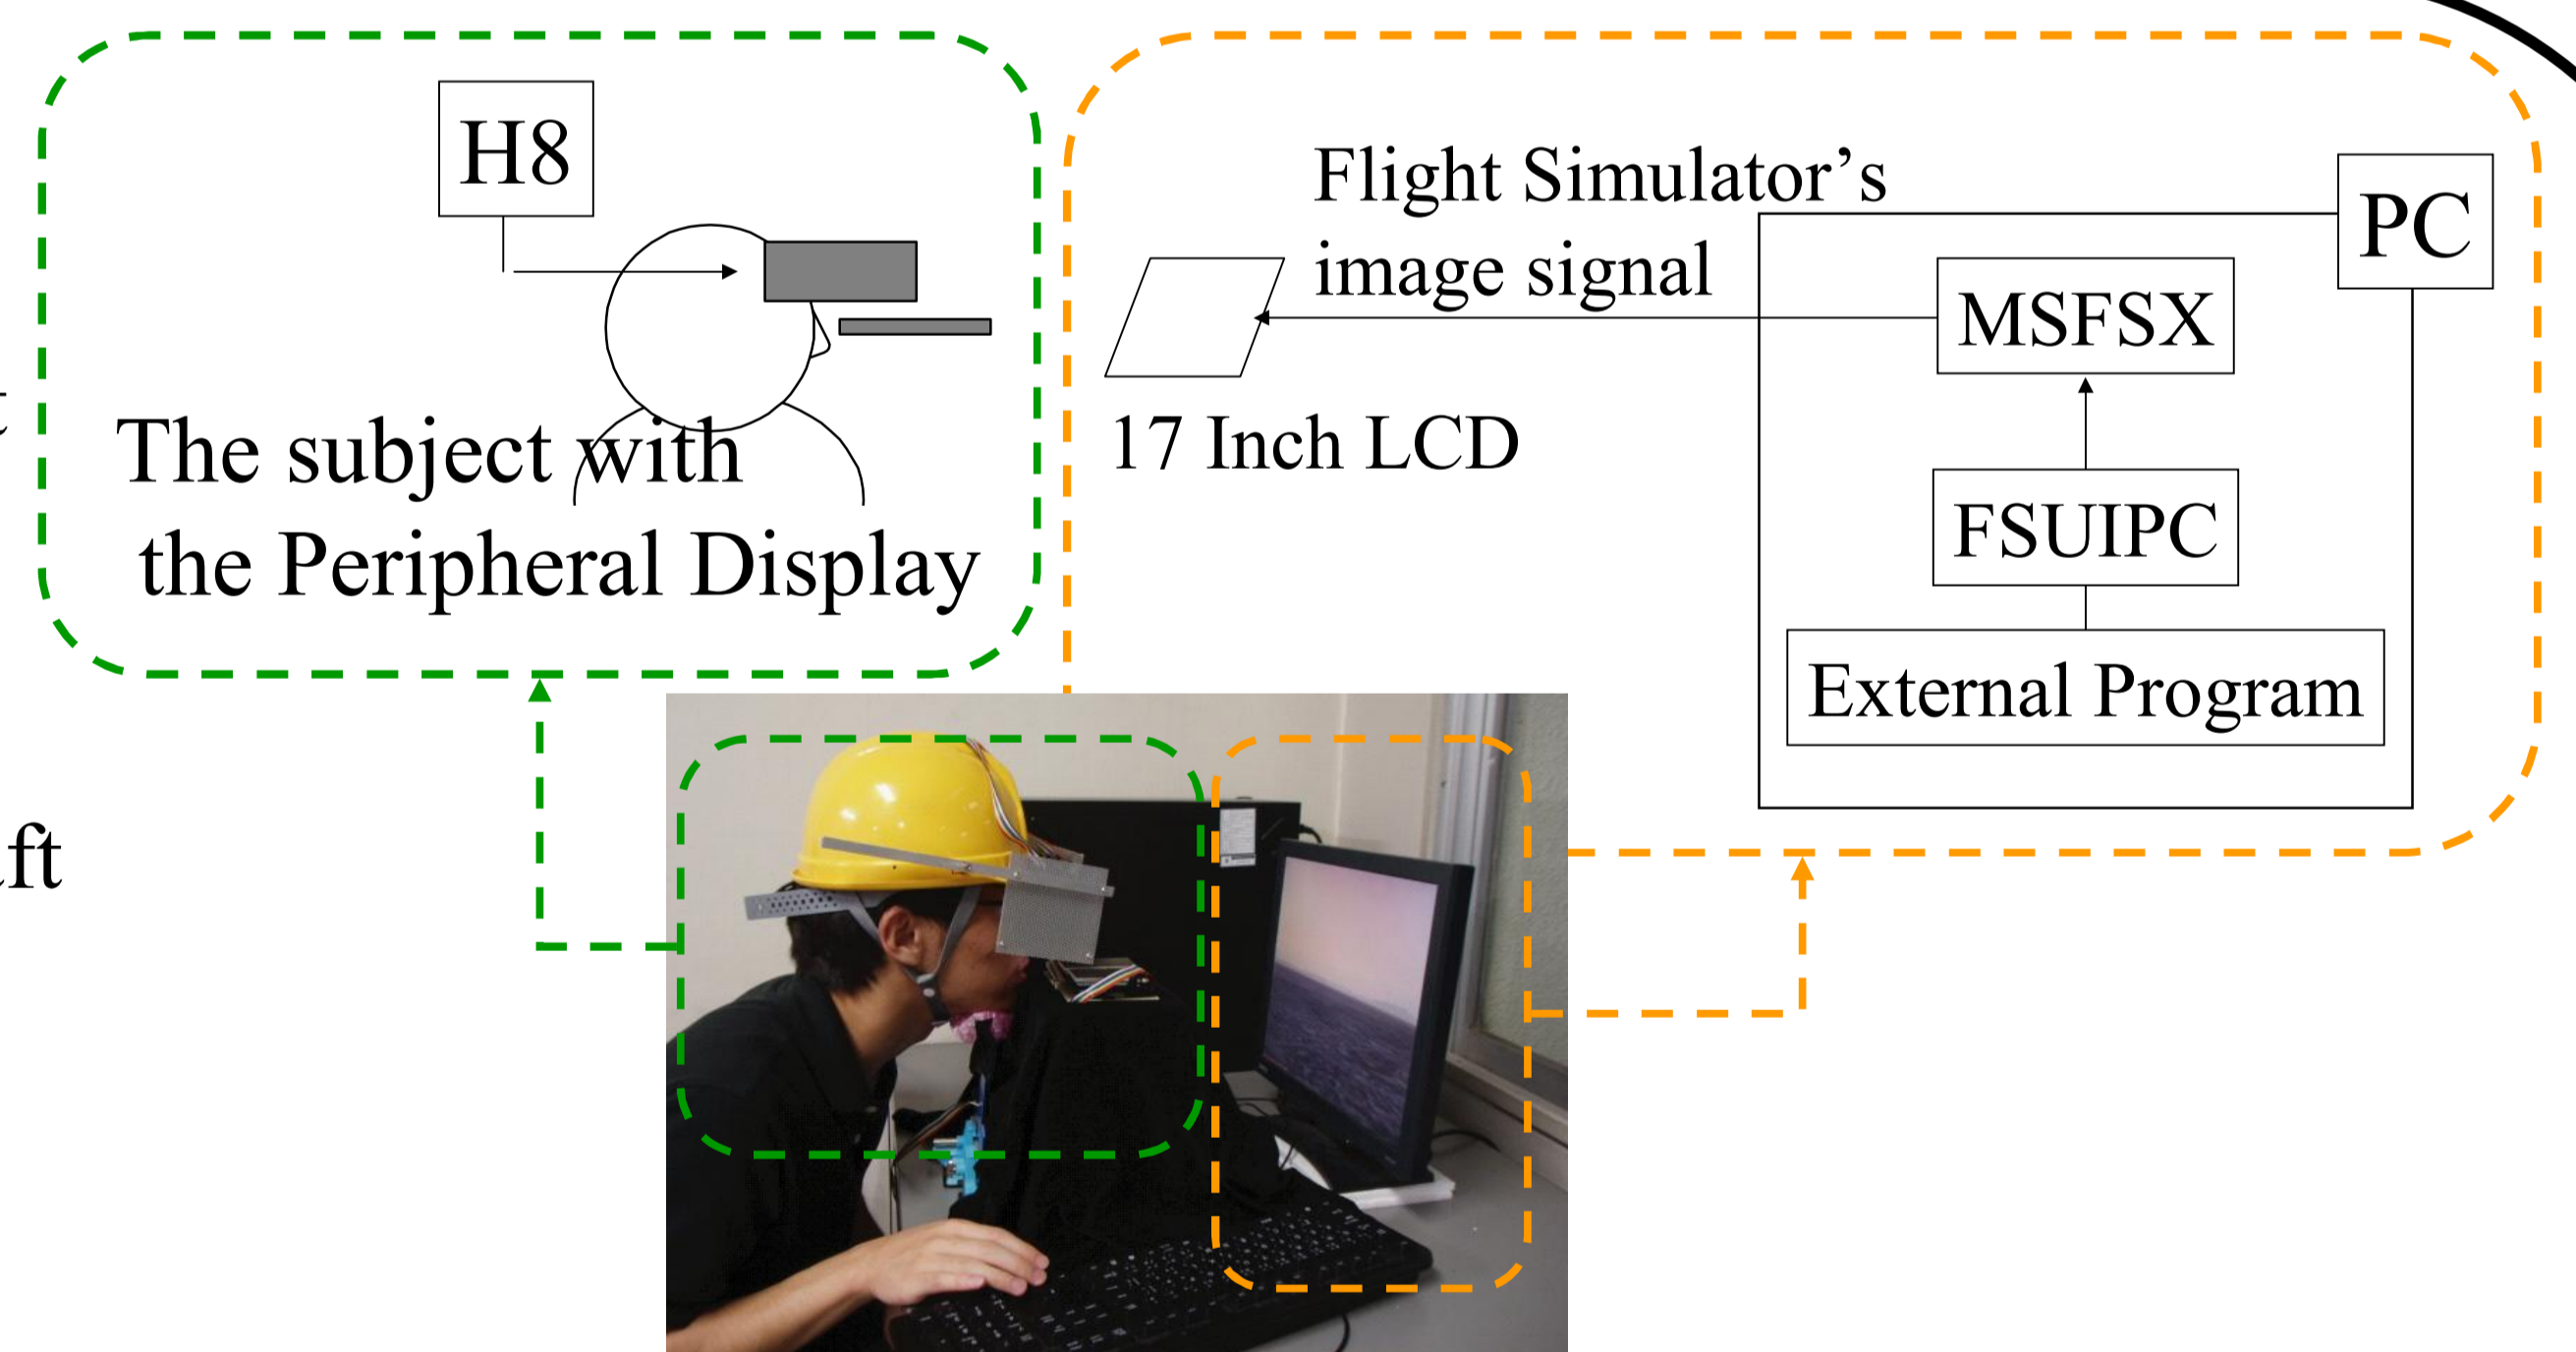 H8
The subject with
the Peripheral Display
Flight Simulator’s
image signal
17 Inch LCD
PC
MSFSX
FSUIPC
External Program